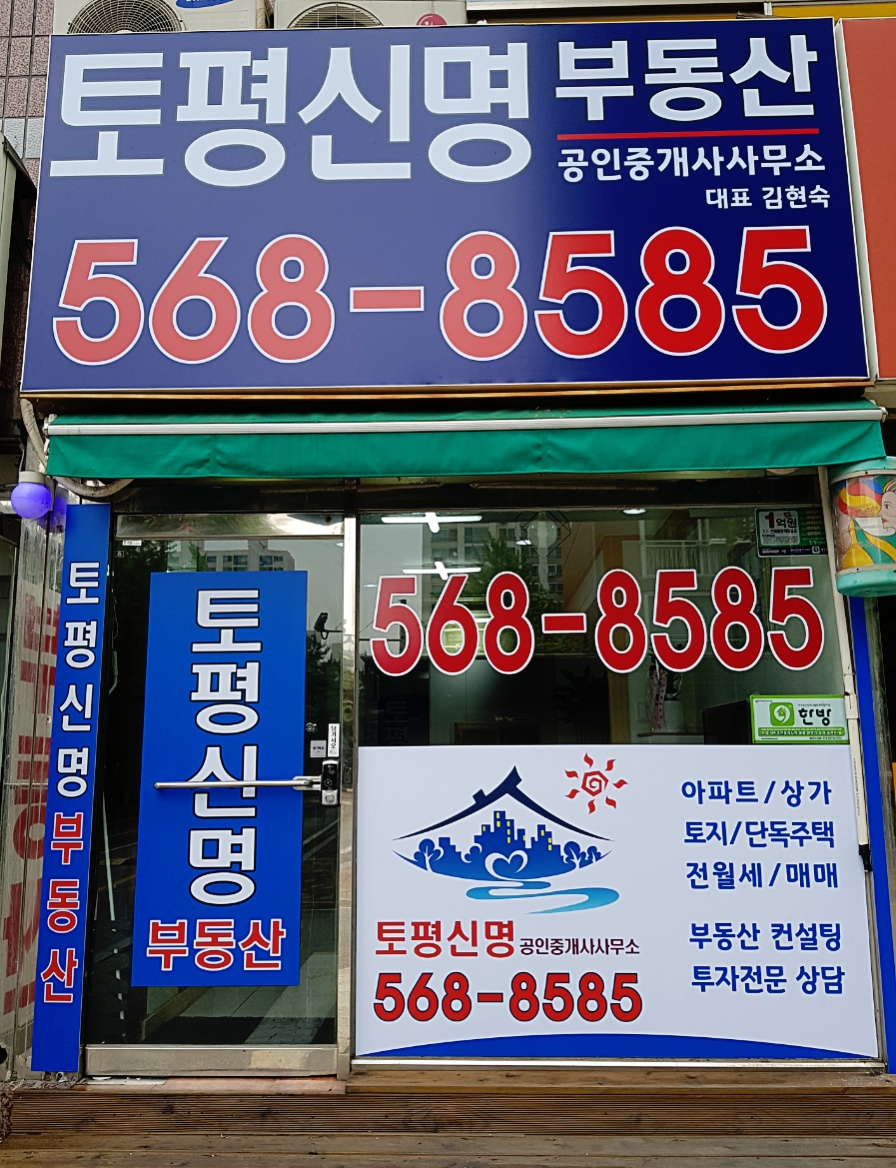 토평신명 부동산
공인중개사사무소
대표 김현숙
568-8585
토평신명부동산
토평신명
부동산
568-8585
1억원
한방
아파트/상가
토지/단독주택
전월세/매매
부동산 컨설팅
투자전문 상담
토평신명 공인중개사사무소
568-8585